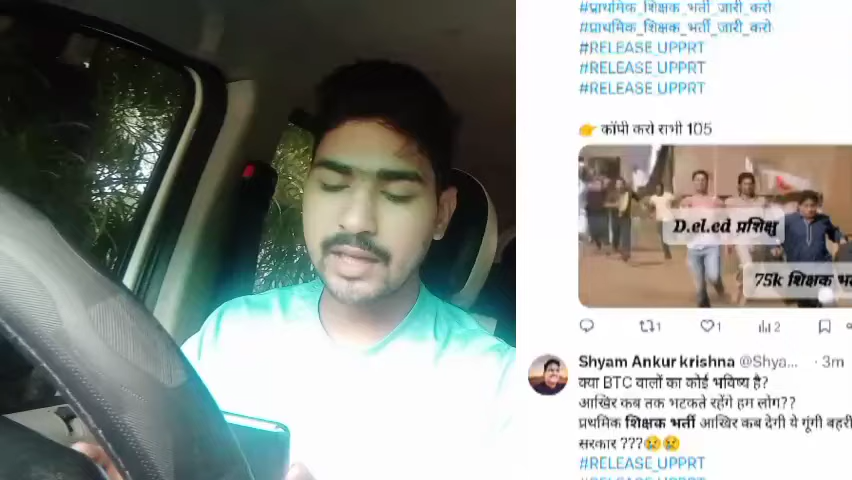 #प्राथमिक_शिक्षक_भर्ती_जारी_करो
#प्राथमिक_शिक्षक_भर्ती_जारी_करो
#RELEASE_UPPRT
#RELEASE_UPPRT
#RELEASE_UPPRT
👉 कॉपी करो सभी 105
D.el.ed प्रशिक्षु
75k शिक्षक
1 1 2
Shyam Ankur krishna @Shya... · 3m
क्या BTC वालों का कोई भविष्य है?
आखिर कब तक भटकते रहेंगे हम लोग??
प्रथमिक शिक्षक भर्ती आखिर कब देगी ये गूंगी बहरी
सरकार ???😢😢
#RELEASE_UPPRT